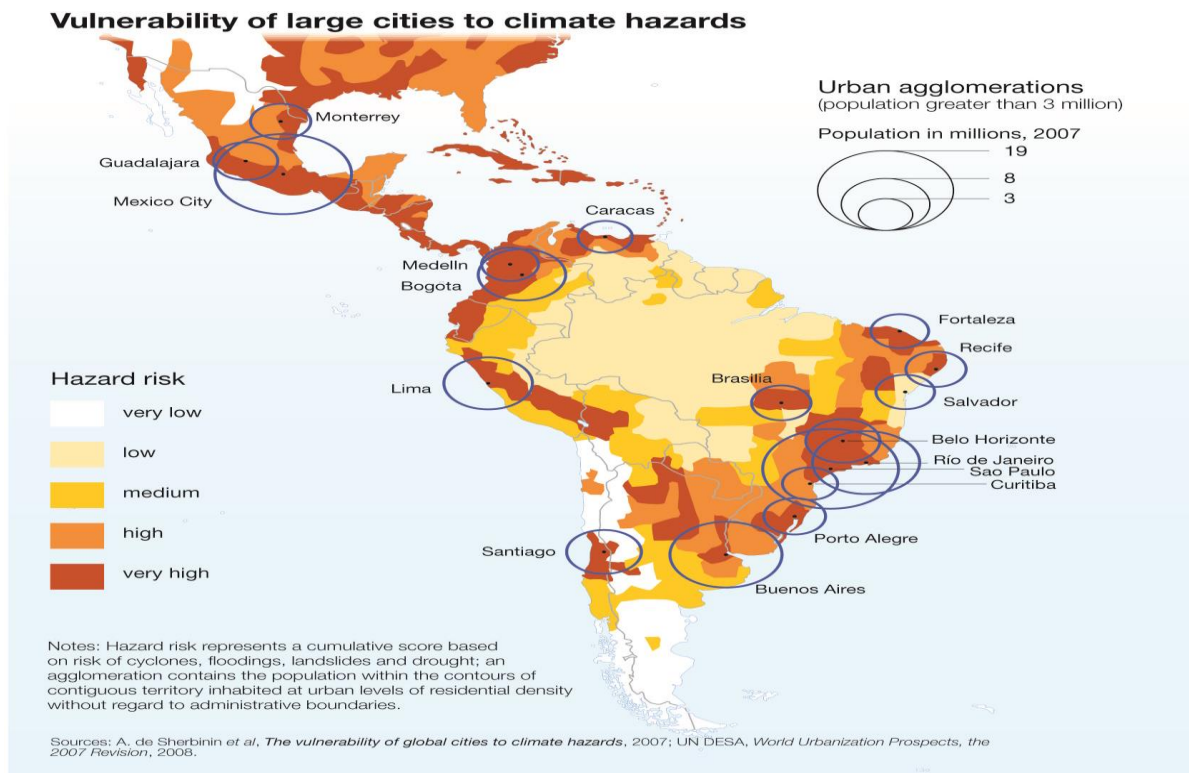 Vulnerability of large cities to climate hazards
Urban agglomerations
(population greater than 3 million)
Population in millions, 2007
19
8
3
Monterrey
Guadalajara
Mexico City
Caracas
Medelln
Bogota
Fortaleza
Recife
Brasilia
Salvador
Lima
Belo Horizonte
Río de Janeiro
Sao Paulo
Curitiba
Porto Alegre
Santiago
Buenos Aires
Hazard risk
very low
low
medium
high
very high
Notes: Hazard risk represents a cumulative score based
on risk of cyclones, floodings, landslides and drought; an
agglomeration contains the population within the contours of
contiguous territory inhabited at urban levels of residential density
without regard to administrative boundaries.
Sources: A. de Sherbinin et al, The vulnerability of global cities to climate hazards, 2007; UN DESA, World Urbanization Prospects, the
2007 Revision, 2008.